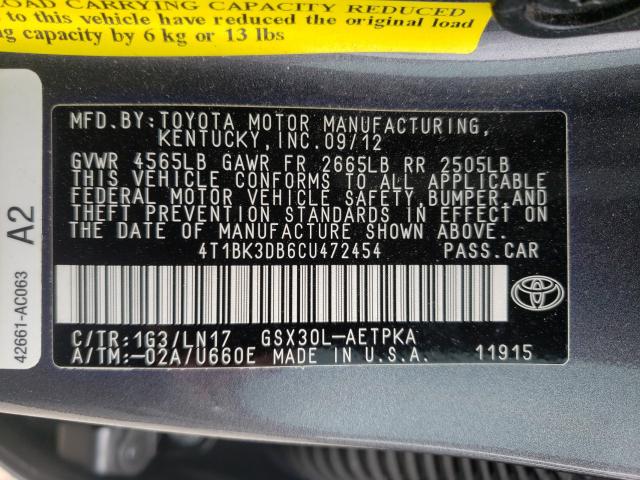 LOAD CARRYING CAPACITY REDUCED
to this vehicle have reduced the original load
capacity by 6 kg or 13 lbs
MFD.BY:TOYOTA MOTOR MANUFACTURING,
KENTUCKY,INC.09/12
GVWR 4565LB GAWR FR 2665LB RR 2505LB
THIS VEHICLE CONFORMS TO ALL APPLICABLE
FEDERAL MOTOR VEHICLE SAFETY,BUMPER,AND
THEFT PREVENTION STANDARDS IN EFFECT ON
THE DATE OF MANUFACTURE SHOWN ABOVE.
4T1BK3DB6CU472454 PASS.CAR
C/TR:1G3/LN17 GSX30L-AETPKA
A/TM:-02A/U660E MADE IN U.S.A. 11915
42661-AC063 A2